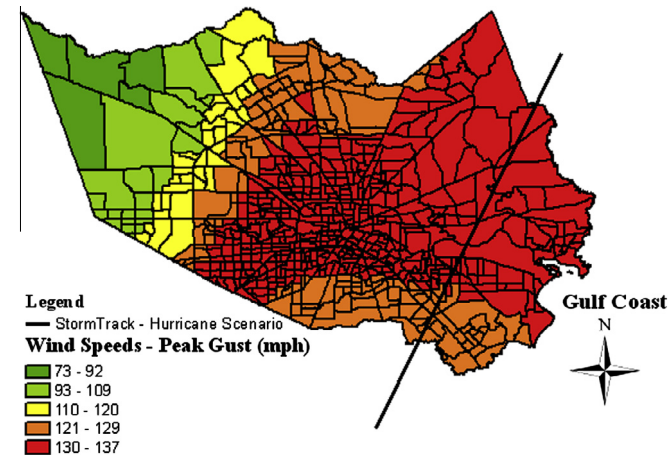 Legend
StormTrack - Hurricane Scenario
Wind Speeds - Peak Gust (mph)
73 - 92
93 - 109
110 - 120
121 - 129
130 - 137
Gulf Coast
N